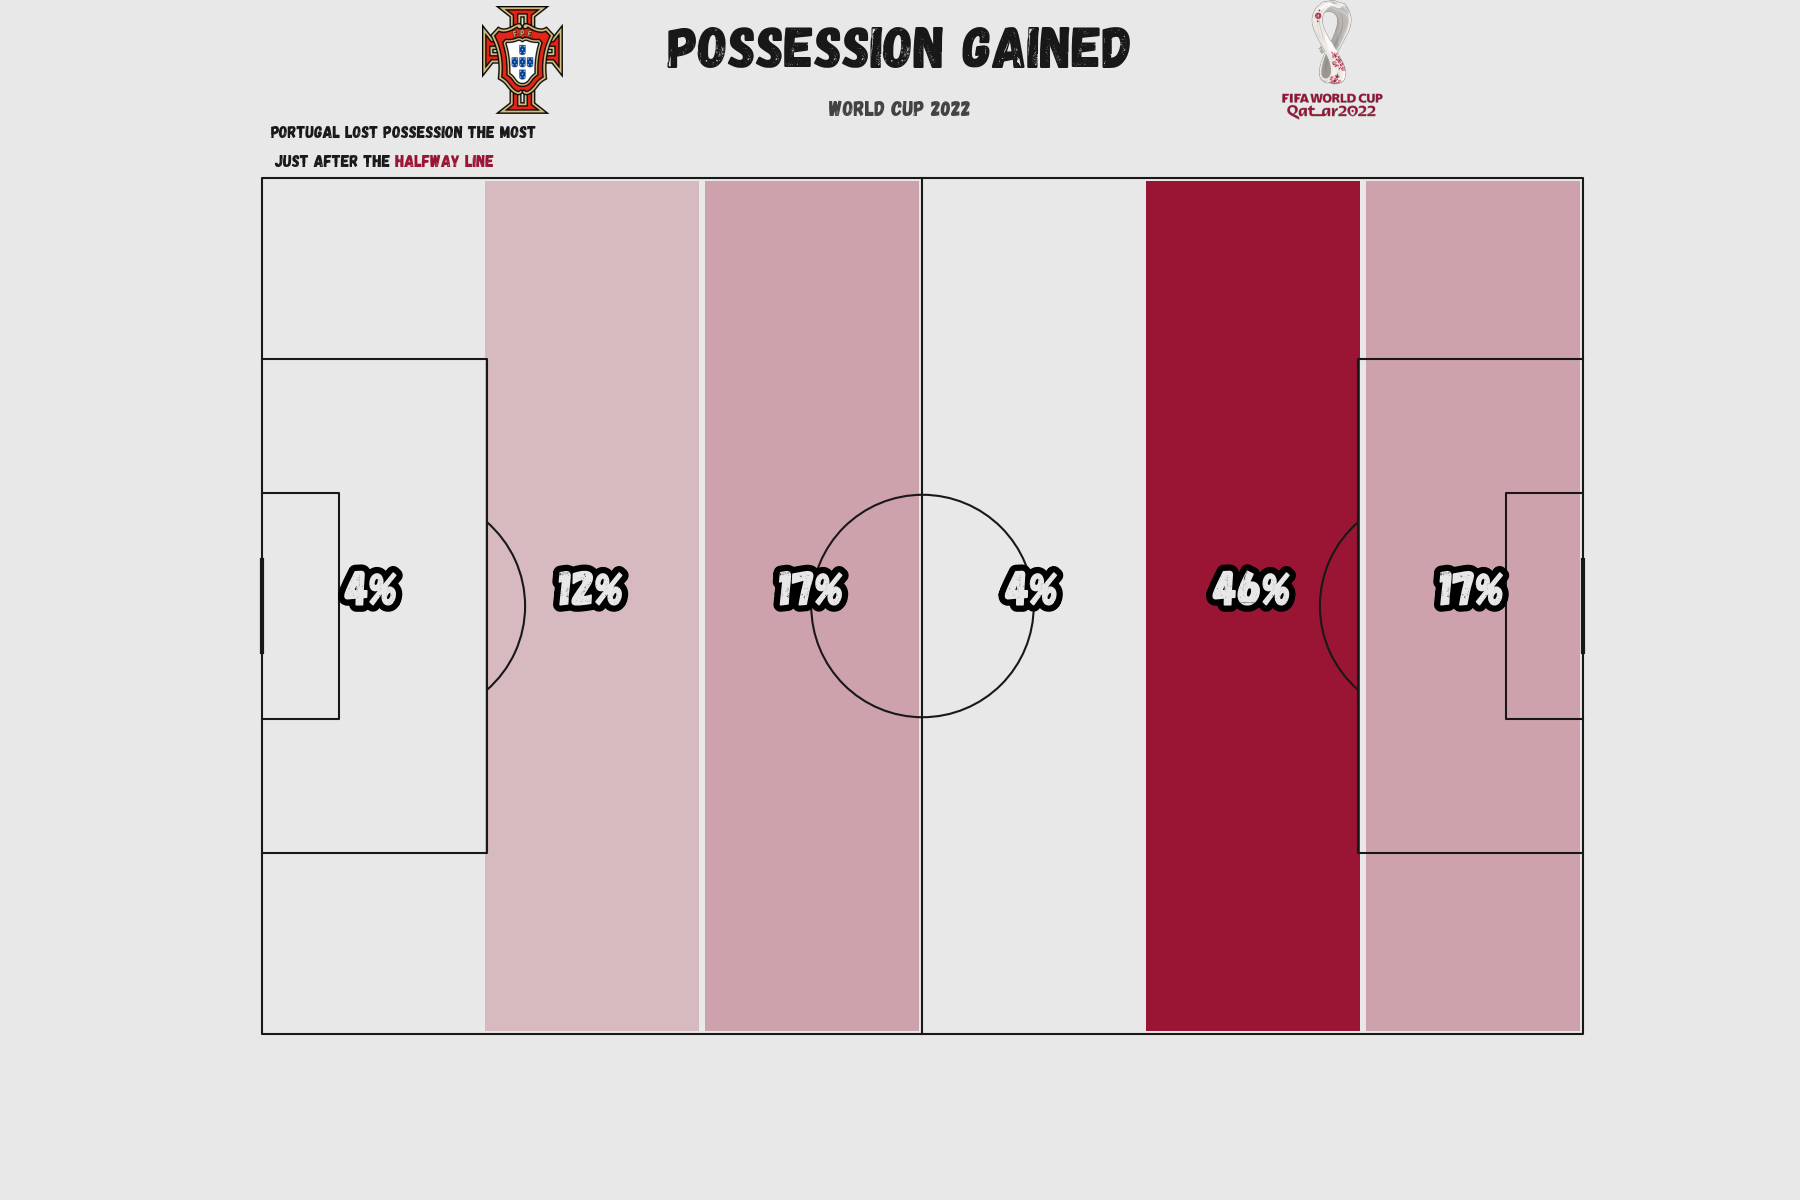 FPF
POSSESSION GAINED
WORLD CUP 2022
FIFA WORLD CUP
Qatar2022
PORTUGAL LOST POSSESSION THE MOST
JUST AFTER THE HALFWAY LINE
4% 12% 17% 4% 46% 17%